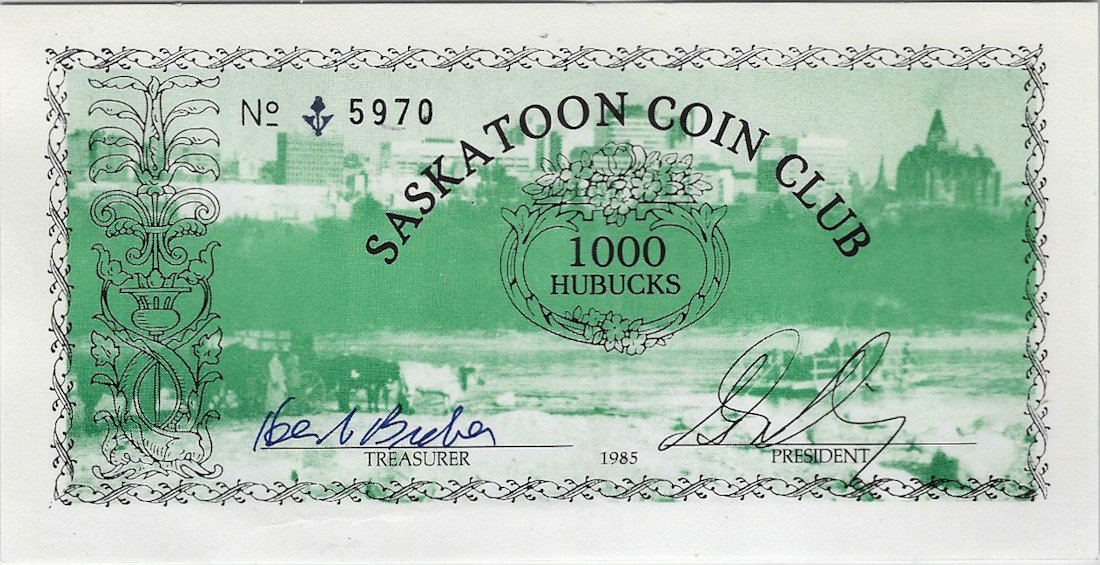 Nº 5970
SASKATOON COIN CLUB
1000
HUBUCKS
TREASURER
1985
PRESIDENT